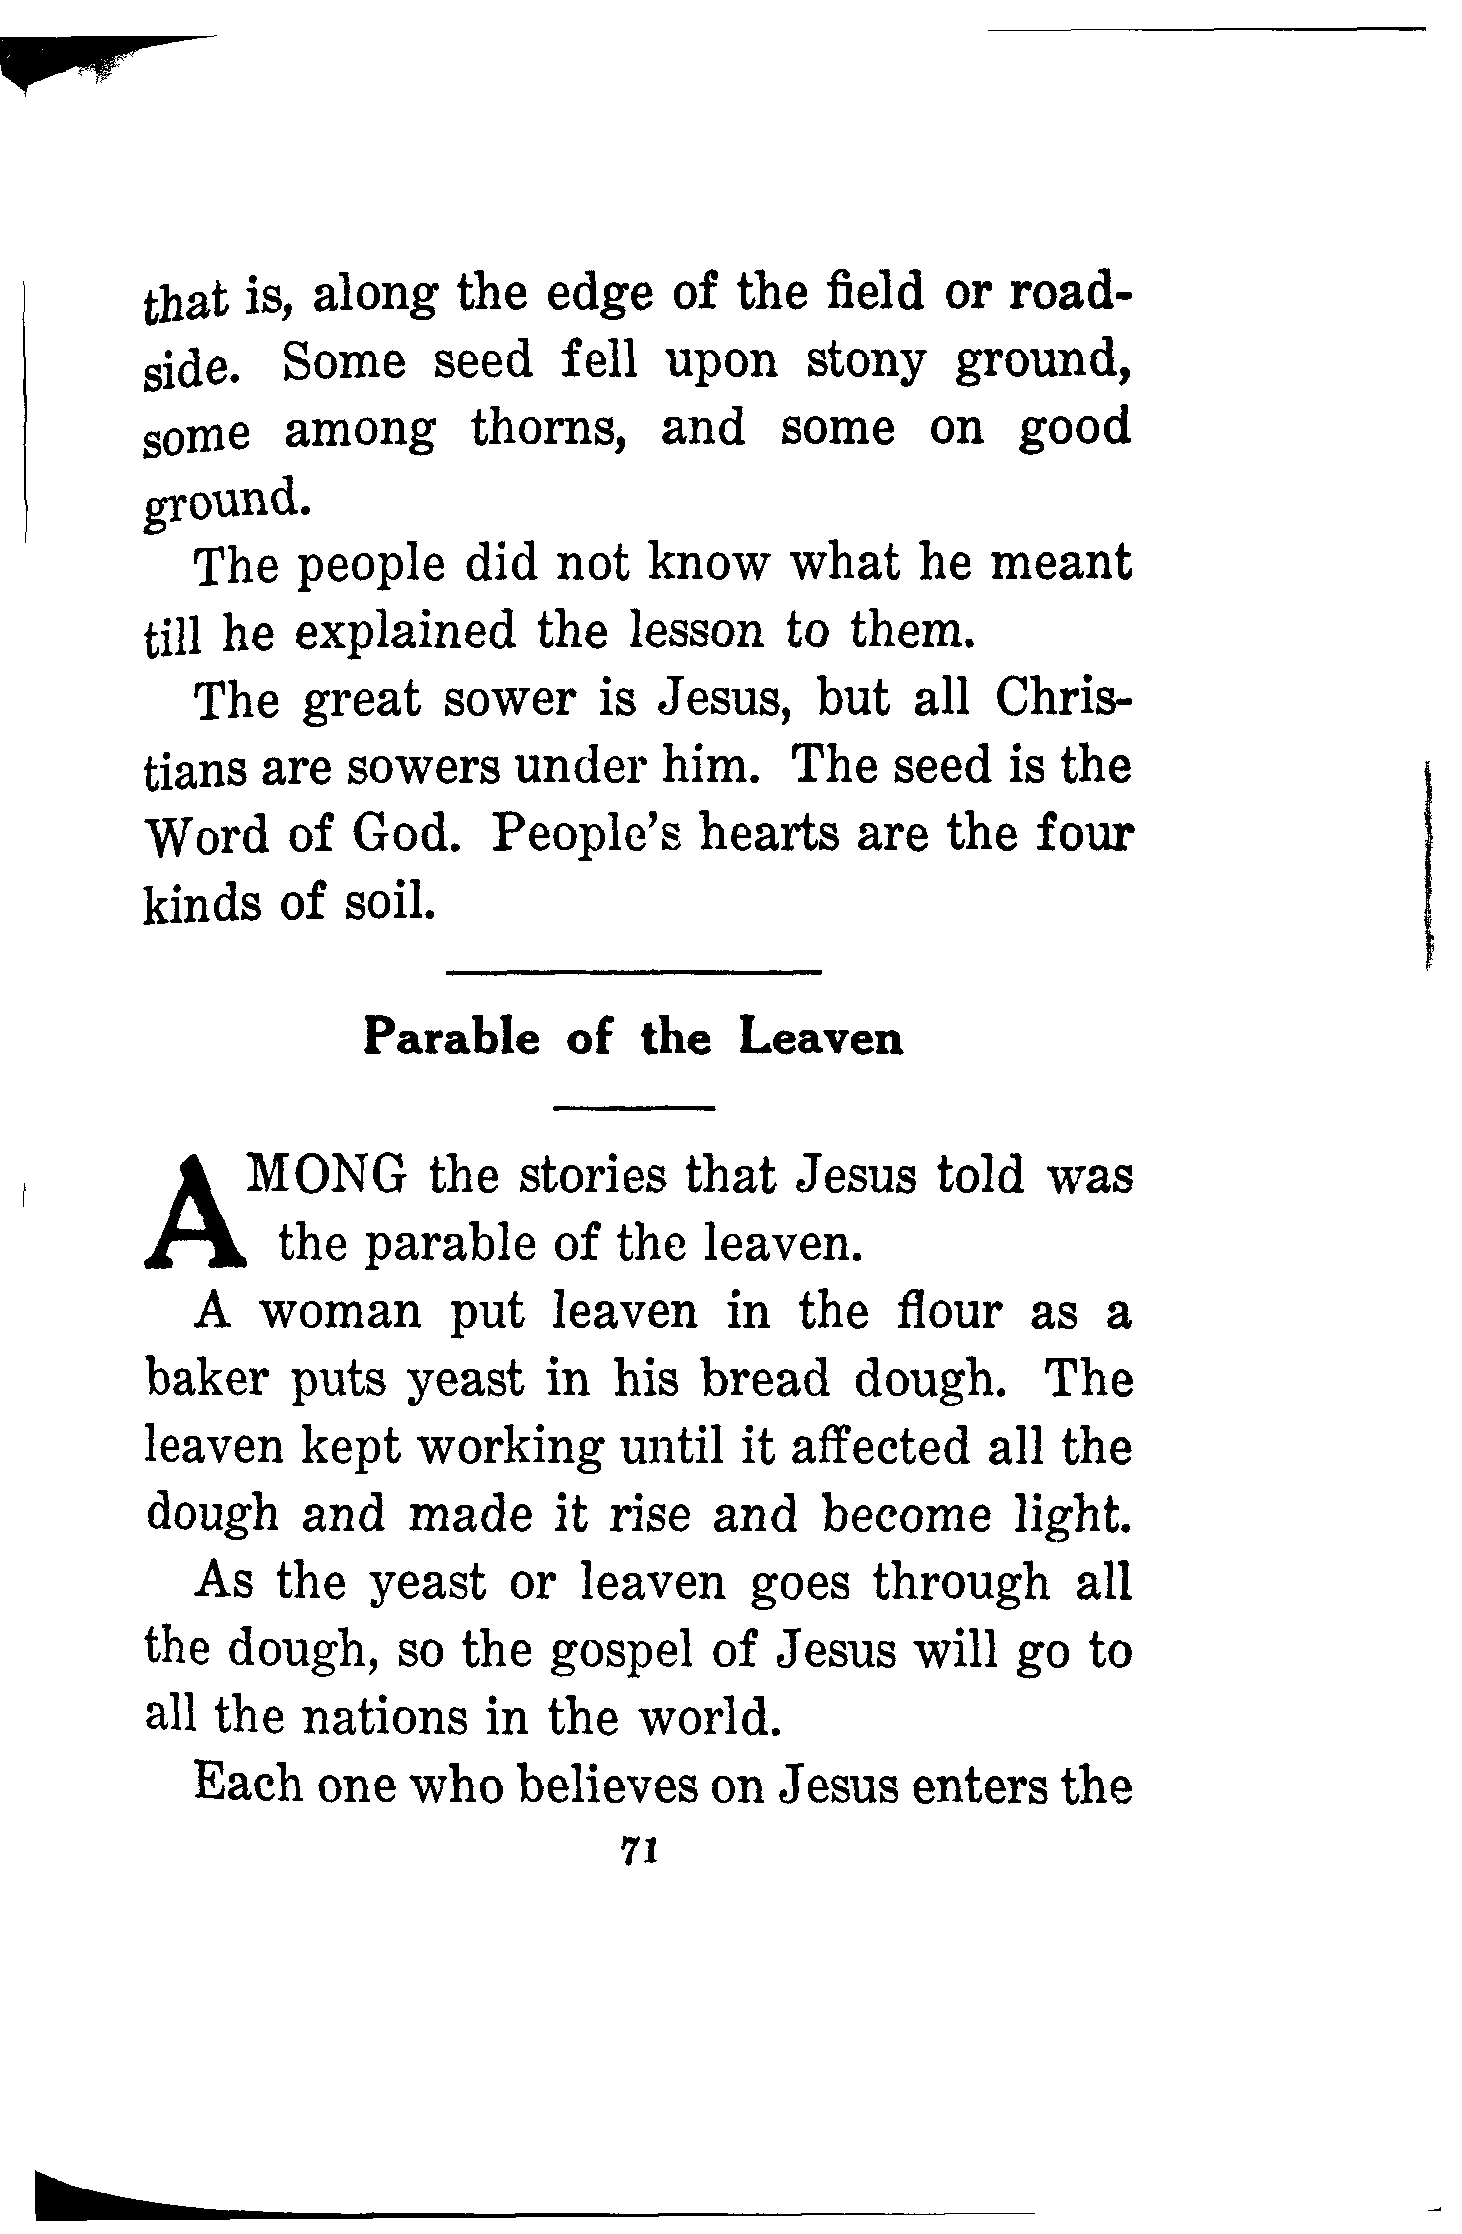 that is, along the edge of the field or road-
side. Some seed fell upon stony ground,
some among thorns, and some on good
ground.
The people did not know what he meant
till he explained the lesson to them.
The great sower is Jesus, but all Chris-
tians are sowers under him. The seed is the
Word of God. People's hearts are the four
kinds of soil.
Parable of the Leaven
AMONG the stories that Jesus told was
the parable of the leaven.
A woman put leaven in the flour as a
baker puts yeast in his bread dough. The
leaven kept working until it affected all the
dough and made it rise and become light.
As the yeast or leaven goes through all
the dough, so the gospel of Jesus will go to
all the nations in the world.
Each one who believes on Jesus enters the
71